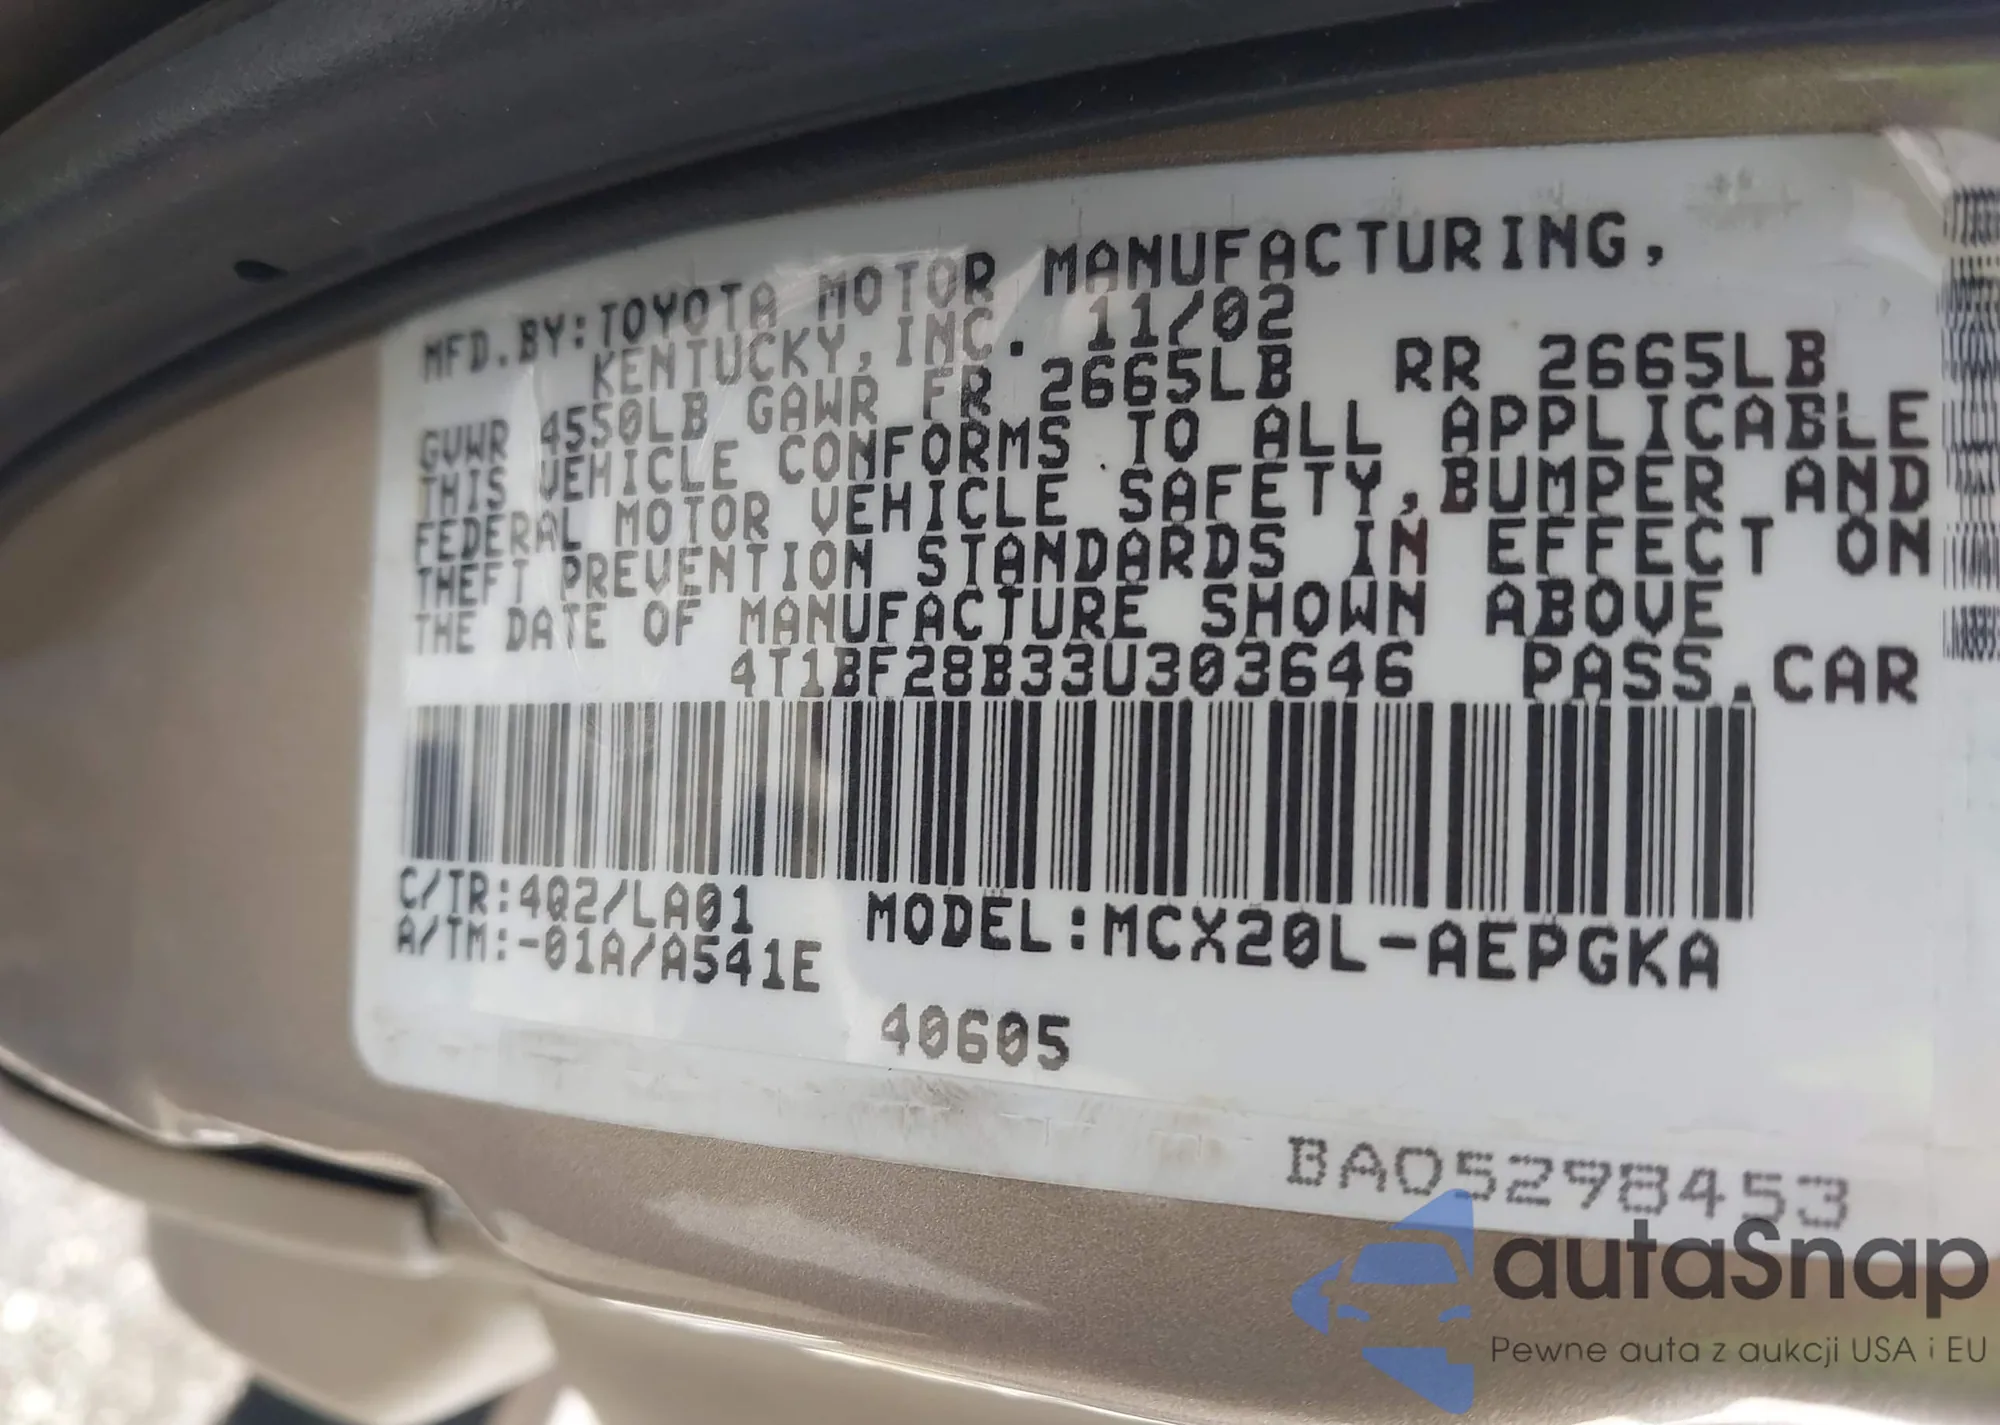 MFD.BY:TOYOTA MOTOR MANUFACTURING,
KENTUCKY,INC. 11/02
GVWR 4550LB GAWR FR 2665LB RR 2665LB
THIS VEHICLE CONFORMS TO ALL APPLICABLE
FEDERAL MOTOR VEHICLE SAFETY,BUMPER AND
THEFT PREVENTION STANDARDS IN EFFECT ON
THE DATE OF MANUFACTURE SHOWN ABOVE
4T1BF28B33U303646 PASS.CAR
C/TR:4Q2/LA01 MODEL:MCX20L-AEPGKA
A/TM:-01A/A541E
40605
BA05298453
autaSnap
Pewne auta z aukcji USA i EU